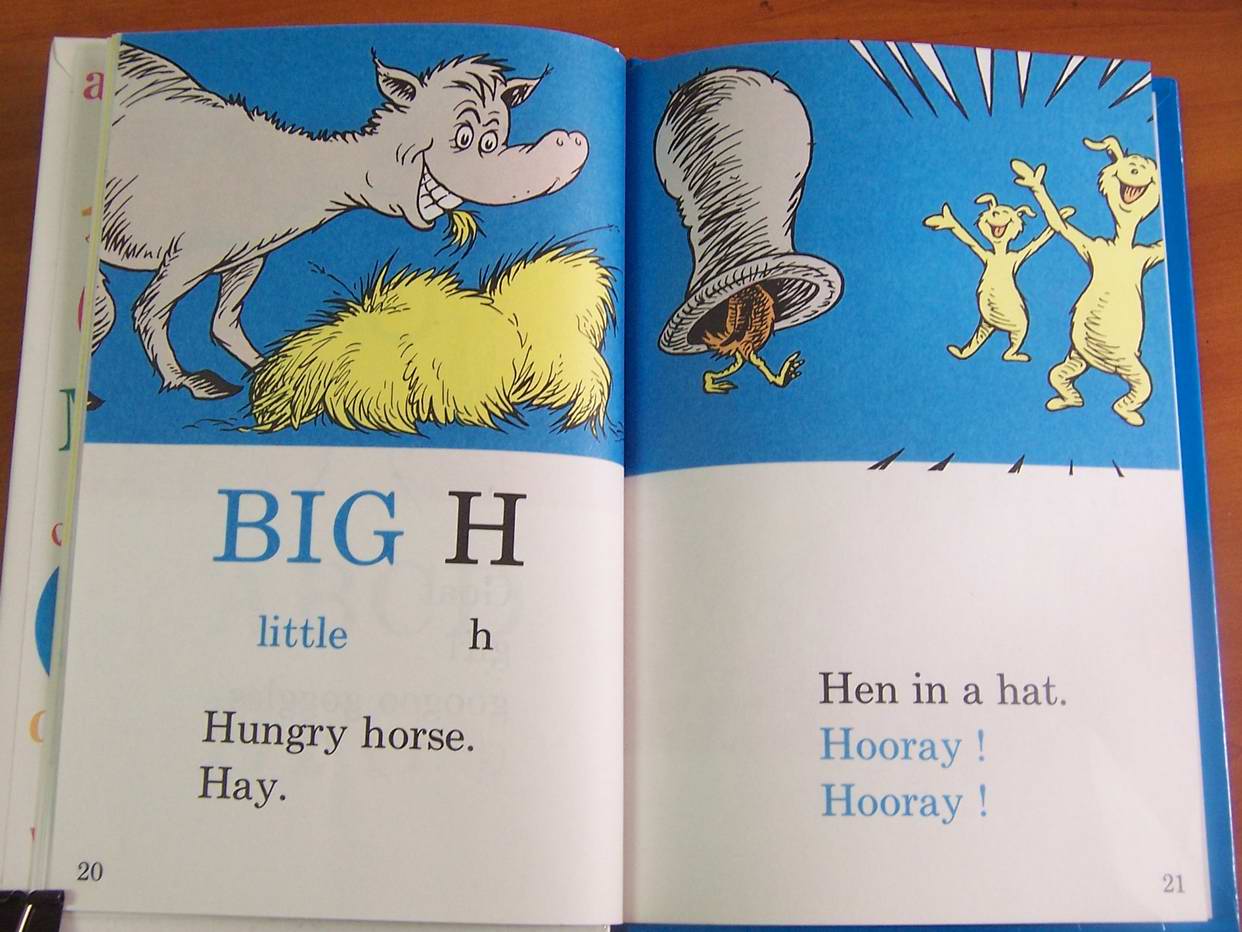 BIG H
little h
Hungry horse.
Hay.
20
Hen in a hat.
Hooray !
Hooray !
21